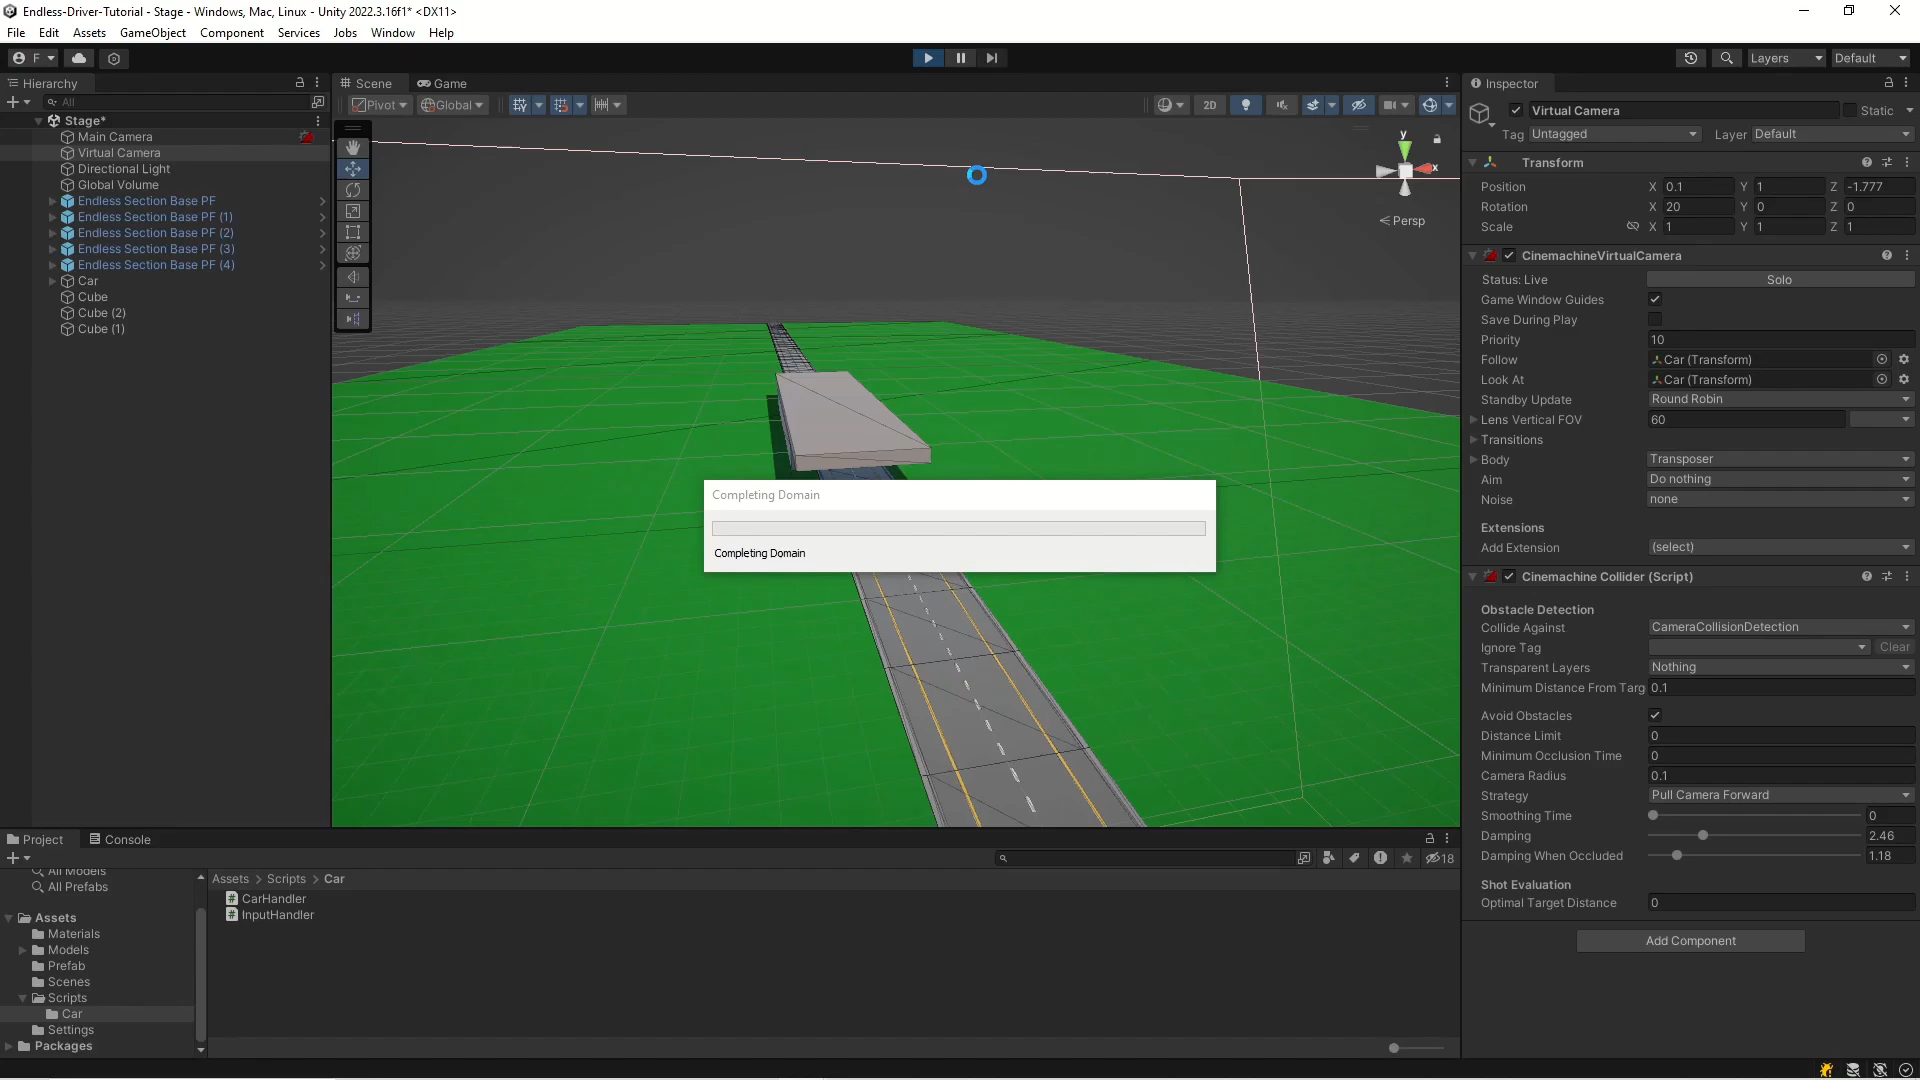 Endless-Driver-Tutorial - Stage - Windows, Mac, Linux - Unity 2022.3.16f1* <DX11>
File Edit Assets GameObject Component Services Jobs Window Help
F
Layers
Default
Hierarchy
All
Stage*
Main Camera
Virtual Camera
Directional Light
Global Volume
Endless Section Base PF
Endless Section Base PF (1)
Endless Section Base PF (2)
Endless Section Base PF (3)
Endless Section Base PF (4)
Car
Cube
Cube (2)
Cube (1)
Scene Game
Pivot Global
2D
y
x
Persp
Completing Domain
Completing Domain
Inspector
Virtual Camera Static
Tag Untagged Layer Default
Transform
Position X 0.1 Y 1 Z -1.777
Rotation X 20 Y 0 Z 0
Scale X 1 Y 1 Z 1
CinemachineVirtualCamera
Status: Live Solo
Game Window Guides
Save During Play
Priority 10
Follow Car (Transform)
Look At Car (Transform)
Standby Update Round Robin
Lens Vertical FOV 60
Transitions
Body Transposer
Aim Do nothing
Noise none
Extensions
Add Extension (select)
Cinemachine Collider (Script)
Obstacle Detection
Collide Against CameraCollisionDetection
Ignore Tag Clear
Transparent Layers Nothing
Minimum Distance From Targ 0.1
Avoid Obstacles
Distance Limit 0
Minimum Occlusion Time 0
Camera Radius 0.1
Strategy Pull Camera Forward
Smoothing Time 0
Damping 2.46
Damping When Occluded 1.18
Shot Evaluation
Optimal Target Distance 0
Add Component
Project Console
18
All Models
All Prefabs
Assets
Materials
Models
Prefab
Scenes
Scripts
Car
Settings
Packages
Assets > Scripts > Car
CarHandler
InputHandler